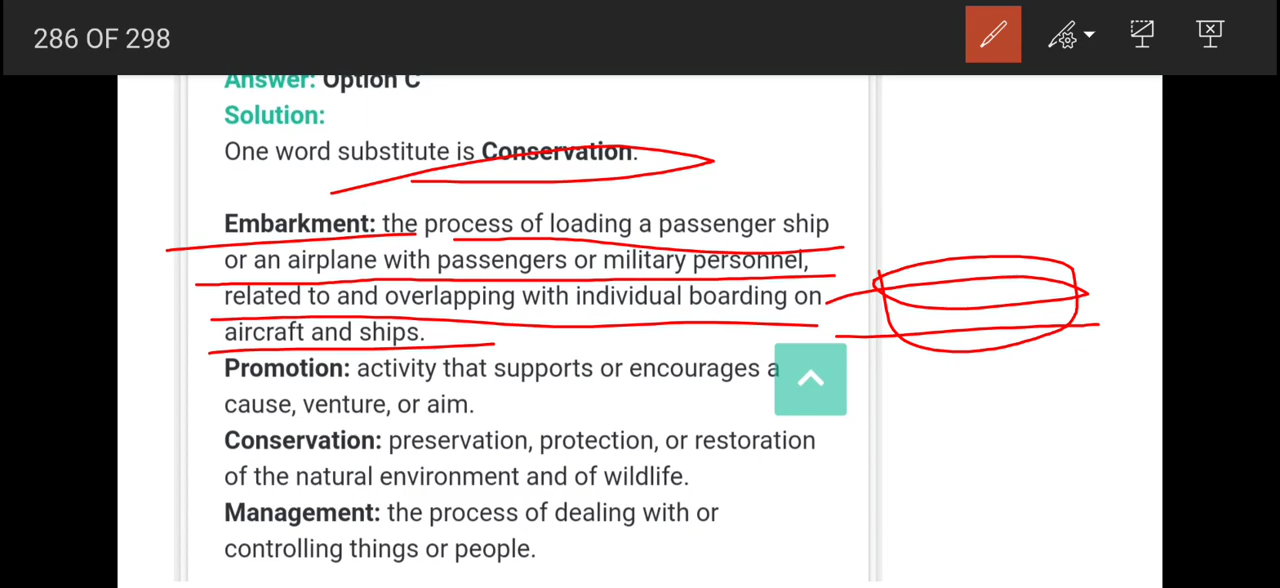 286 OF 298
Answer: Option C
Solution:
One word substitute is Conservation.
Embarkment: the process of loading a passenger ship
or an airplane with passengers or military personnel,
related to and overlapping with individual boarding on
aircraft and ships.
Promotion: activity that supports or encourages a
cause, venture, or aim.
Conservation: preservation, protection, or restoration
of the natural environment and of wildlife.
Management: the process of dealing with or
controlling things or people.